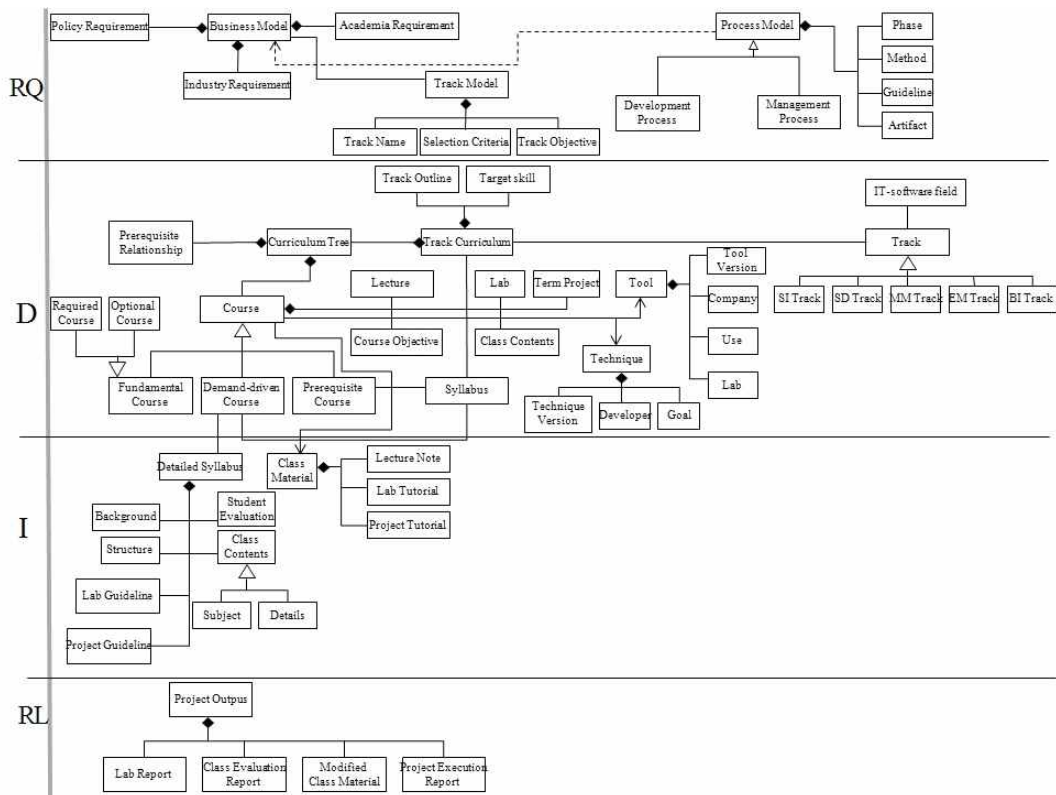 Policy Requirement
Business Model
Academia Requirement
Process Model
Phase
Method
Guideline
Artifact
Industry Requirement
Track Model
Development
Process
Management
Process
Track Name
Selection Criteria
Track Objective
RQ
Track Outline
Target skill
IT-software field
Prerequisite
Relationship
Curriculum Tree
Track Curriculum
Track
Tool
Version
Lecture
Lab
Term Project
Tool
SI Track
SD Track
MM Track
EM Track
BI Track
Required
Course
Optional
Course
Course
Company
D
Course Objective
Class Contents
Use
Technique
Fundamental
Course
Demand-driven
Course
Prerequisite
Course
Syllabus
Lab
Technique
Version
Developer
Goal
Detailed Syllabus
Class
Material
Lecture Note
Lab Tutorial
Project Tutorial
I
Background
Student
Evaluation
Structure
Class
Contents
Lab Guideline
Subject
Details
Project Guideline
RL
Project Outpus
Lab Report
Class Evaluation
Report
Modified
Class Material
Project Execution
Report